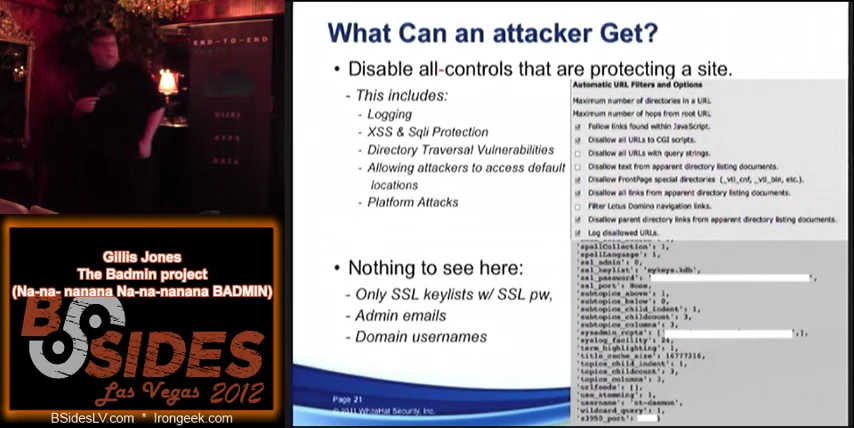 END-TO-END
USERS
APPS
DATA
Gillis Jones
The Badmin project
(Na-na- nanana Na-na-nanana BADMIN)
BSIDES
Las Vegas 2012
BSidesLV.com * Irongeek.com
What Can an attacker Get?
• Disable all-controls that are protecting a site.
- This includes:
- Logging
- XSS & Sqli Protection
- Directory Traversal Vulnerabilities
- Allowing attackers to access default
locations
- Platform Attacks
• Nothing to see here:
- Only SSL keylists w/ SSL pw,
- Admin emails
- Domain usernames
Automatic URL Filters and Options
Maximum number of directories in a URL
Maximum number of hops from root URL
Follow links found within JavaScript.
Disallow all URLs to CGI scripts.
Disallow all URLs with query strings.
Disallow text from apparent directory listing documents.
Disallow FrontPage special directories (_vti_cnf, _vti_bin, etc.).
Disallow all links from apparent directory listing documents.
Filter Lotus Domino navigation links.
Disallow parent directory links from apparent directory listing documents.
Log disallowed URLs.
'spellCollection': 1,
'spellLanguage': 1,
'ssl_admin': 0,
'ssl_keylist': 'mykeys.kdb',
'ssl_password': '
',
'ssl_port': None,
'subtopics_above': 1,
'subtopics_below': 0,
'subtopics_child_indent': 1,
'subtopics_childcount': 3,
'subtopics_columns': 3,
'sysadmin_rcpts': ['
',],
'syslog_facility': 24,
'term_highlighting': 1,
'title_cache_size': 16777216,
'topics_child_indent': 1,
'topics_childcount': 3,
'topics_columns': 3,
'urlfeeds': [],
'use_stemming': 1,
'username': 'nt-daemon',
'wildcard_query': 1,
'z3950_port':
Page 21
© 2011 WhiteHat Security, Inc.